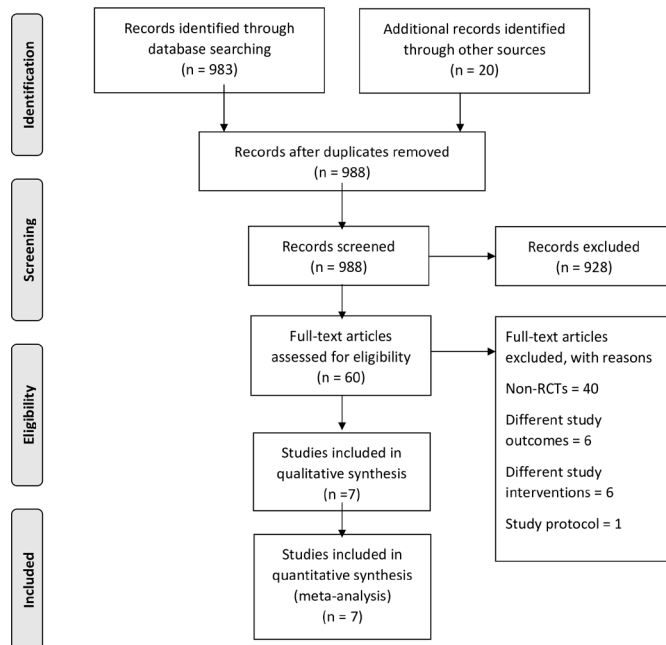 Identification
Records identified through
database searching
(n = 983)
Additional records identified
through other sources
(n = 20)
Records after duplicates removed
(n = 988)
Screening
Records screened
(n = 988)
Records excluded
(n = 928)
Eligibility
Full-text articles
assessed for eligibility
(n = 60)
Full-text articles
excluded, with reasons
Non-RCTs = 40
Different study
outcomes = 6
Different study
interventions = 6
Study protocol = 1
Studies included in
qualitative synthesis
(n =7)
Included
Studies included in
quantitative synthesis
(meta-analysis)
(n = 7)